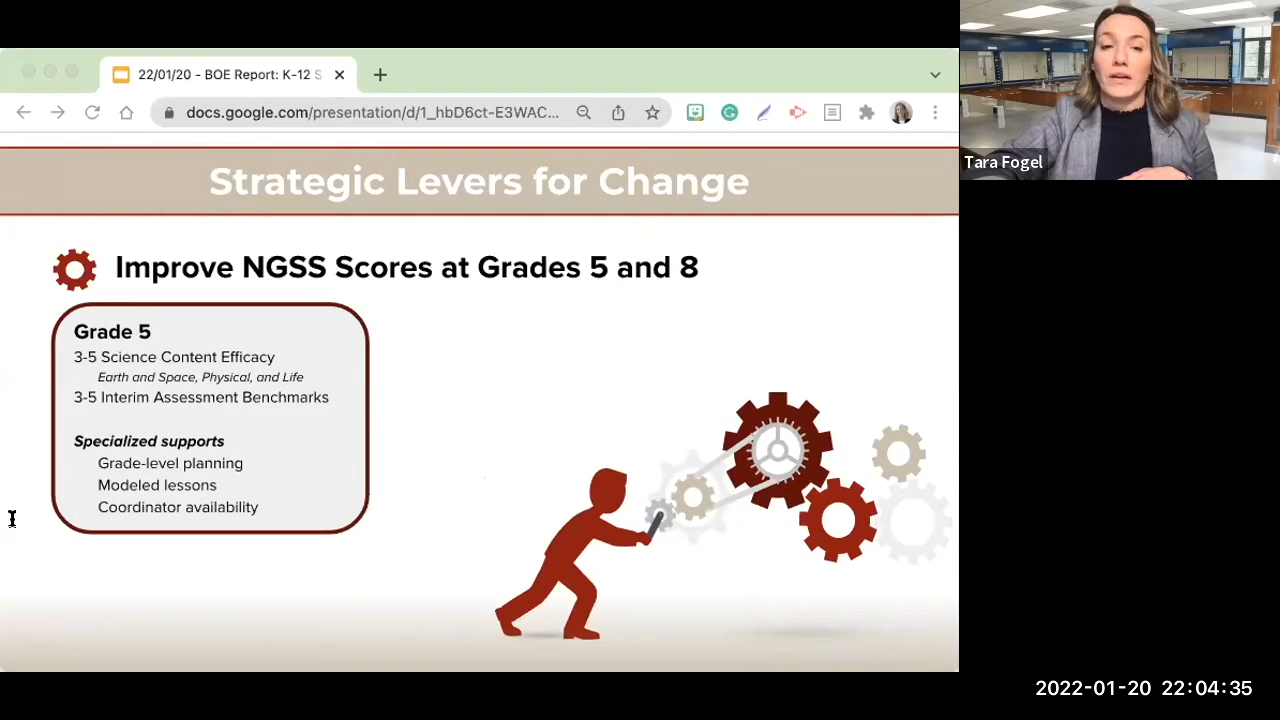 22/01/20 - BOE Report: K-12 S
docs.google.com/presentation/d/1_hbD6ct-E3WAC...
Tara Fogel
Strategic Levers for Change
Improve NGSS Scores at Grades 5 and 8
Grade 5
3-5 Science Content Efficacy
Earth and Space, Physical, and Life
3-5 Interim Assessment Benchmarks
Specialized supports
Grade-level planning
Modeled lessons
Coordinator availability
2022-01-20 22:04:35